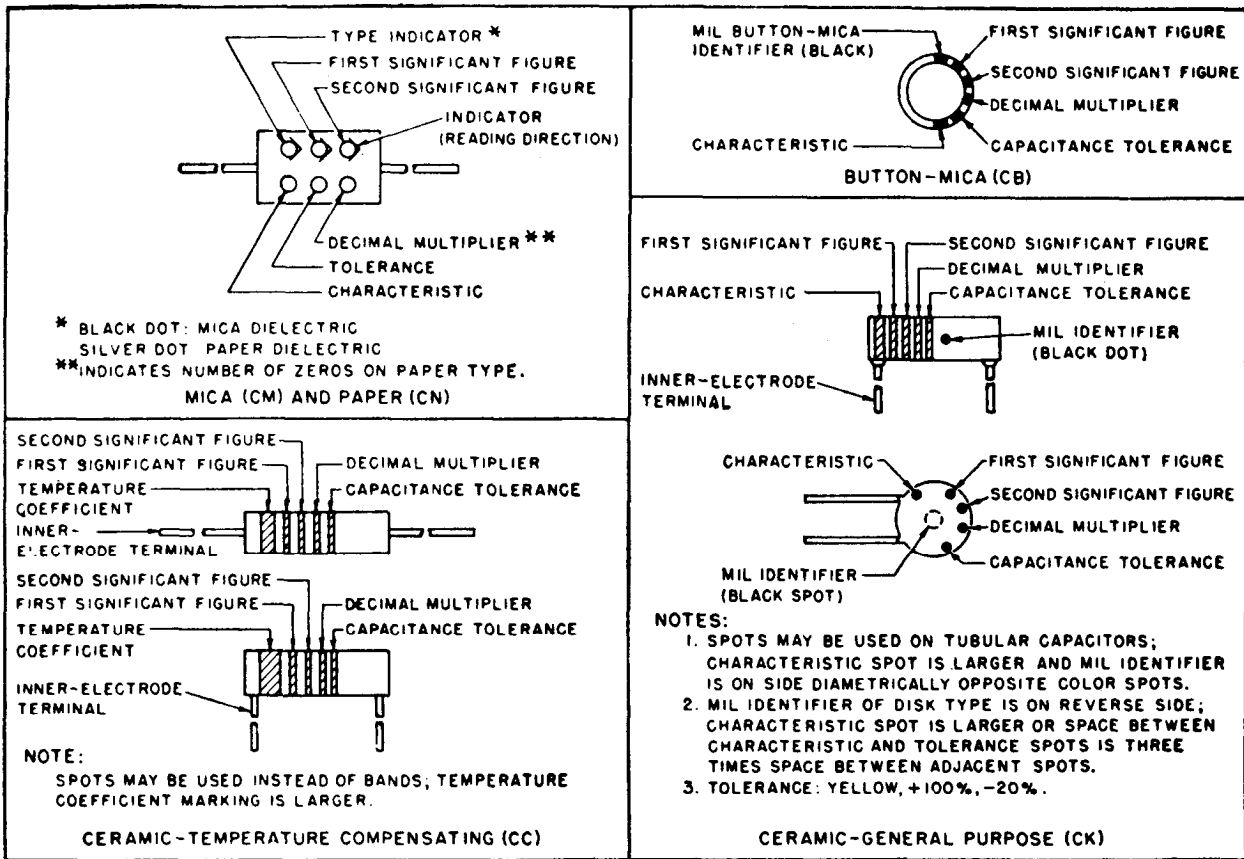 TYPE INDICATOR *
FIRST SIGNIFICANT FIGURE
SECOND SIGNIFICANT FIGURE
INDICATOR
(READING DIRECTION)
DECIMAL MULTIPLIER **
TOLERANCE
CHARACTERISTIC
* BLACK DOT: MICA DIELECTRIC
SILVER DOT PAPER DIELECTRIC
** INDICATES NUMBER OF ZEROS ON PAPER TYPE.
MICA (CM) AND PAPER (CN)
MIL BUTTON-MICA
IDENTIFIER (BLACK)
FIRST SIGNIFICANT FIGURE
SECOND SIGNIFICANT FIGURE
DECIMAL MULTIPLIER
CHARACTERISTIC
CAPACITANCE TOLERANCE
BUTTON-MICA (CB)
SECOND SIGNIFICANT FIGURE
FIRST SIGNIFICANT FIGURE
DECIMAL MULTIPLIER
TEMPERATURE
COEFFICIENT
CAPACITANCE TOLERANCE
INNER-
ELECTRODE TERMINAL
SECOND SIGNIFICANT FIGURE
FIRST SIGNIFICANT FIGURE
DECIMAL MULTIPLIER
TEMPERATURE
COEFFICIENT
CAPACITANCE TOLERANCE
INNER-ELECTRODE
TERMINAL
NOTE:
SPOTS MAY BE USED INSTEAD OF BANDS; TEMPERATURE
COEFFICIENT MARKING IS LARGER.
CERAMIC-TEMPERATURE COMPENSATING (CC)
FIRST SIGNIFICANT FIGURE
SECOND SIGNIFICANT FIGURE
DECIMAL MULTIPLIER
CHARACTERISTIC
CAPACITANCE TOLERANCE
MIL IDENTIFIER
(BLACK DOT)
INNER-ELECTRODE
TERMINAL
CHARACTERISTIC
FIRST SIGNIFICANT FIGURE
SECOND SIGNIFICANT FIGURE
DECIMAL MULTIPLIER
CAPACITANCE TOLERANCE
MIL IDENTIFIER
(BLACK SPOT)
NOTES:
1. SPOTS MAY BE USED ON TUBULAR CAPACITORS;
CHARACTERISTIC SPOT IS LARGER AND MIL IDENTIFIER
IS ON SIDE DIAMETRICALLY OPPOSITE COLOR SPOTS.
2. MIL IDENTIFIER OF DISK TYPE IS ON REVERSE SIDE;
CHARACTERISTIC SPOT IS LARGER OR SPACE BETWEEN
CHARACTERISTIC AND TOLERANCE SPOTS IS THREE
TIMES SPACE BETWEEN ADJACENT SPOTS.
3. TOLERANCE: YELLOW, +100%, -20%.
CERAMIC-GENERAL PURPOSE (CK)